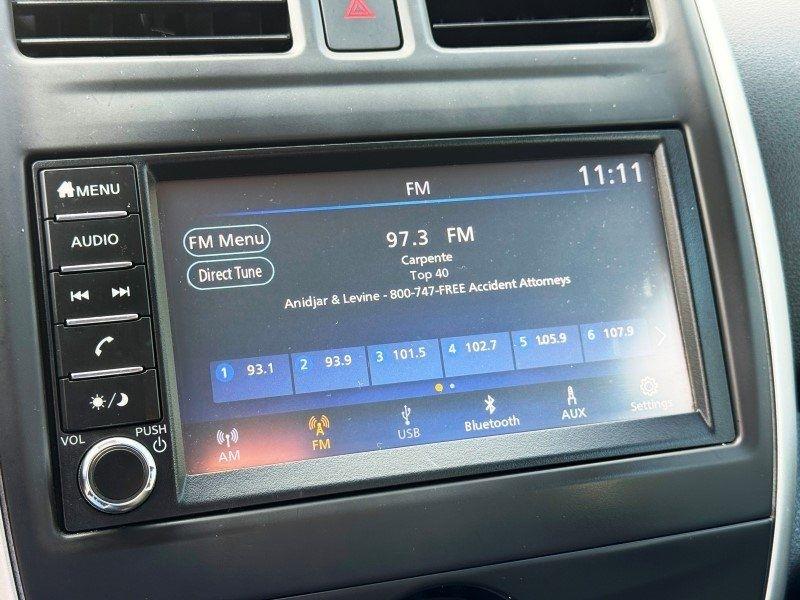 MENU
AUDIO
VOL
PUSH
FM
11:11
FM Menu
97.3 FM
Carpente
Direct Tune
Top 40
Anidjar & Levine - 800-747-FREE Accident Attorneys
1 93.1
2 93.9
3 101.5
4 102.7
5 105.9
6 107.9
AM
FM
USB
Bluetooth
AUX
Settings